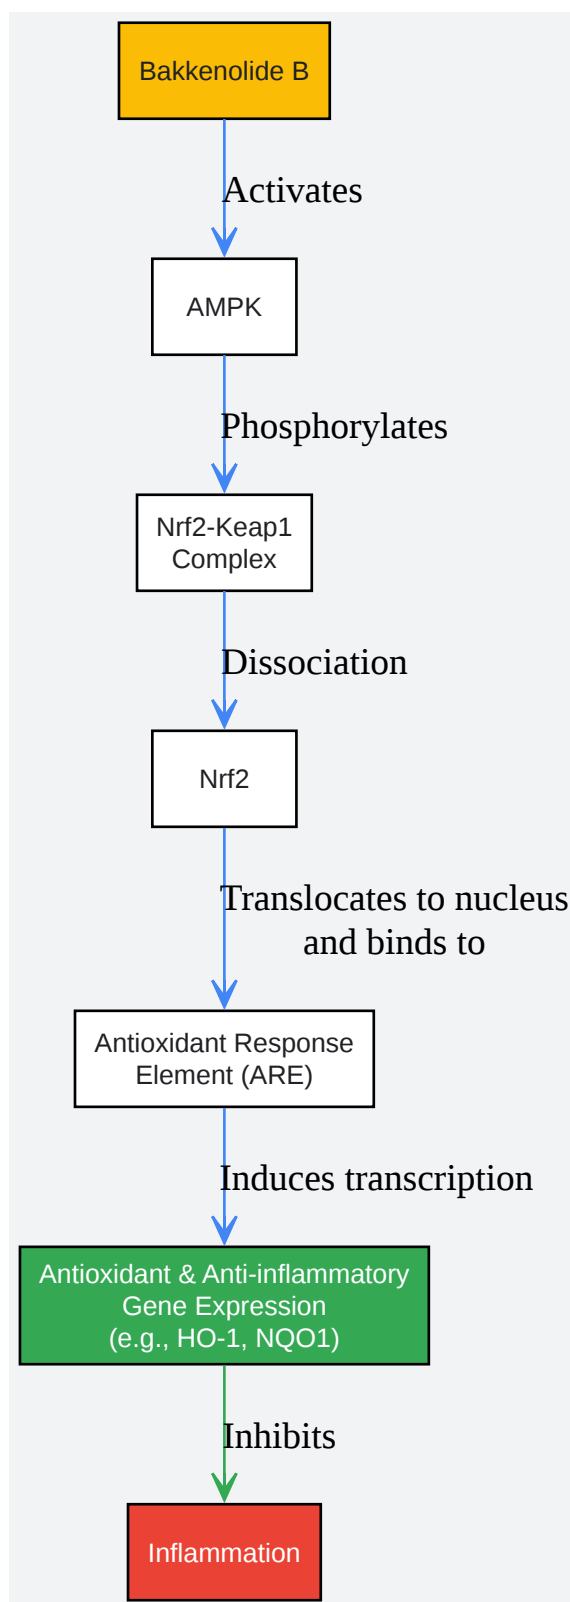 Bakkenolide B
Activates
AMPK
Phosphorylates
Nrf2-Keap1
Complex
Dissociation
Nrf2
Translocates to nucleus
and binds to
Antioxidant Response
Element (ARE)
Induces transcription
Antioxidant & Anti-inflammatory
Gene Expression
(e.g., HO-1, NQO1)
Inhibits
Inflammation